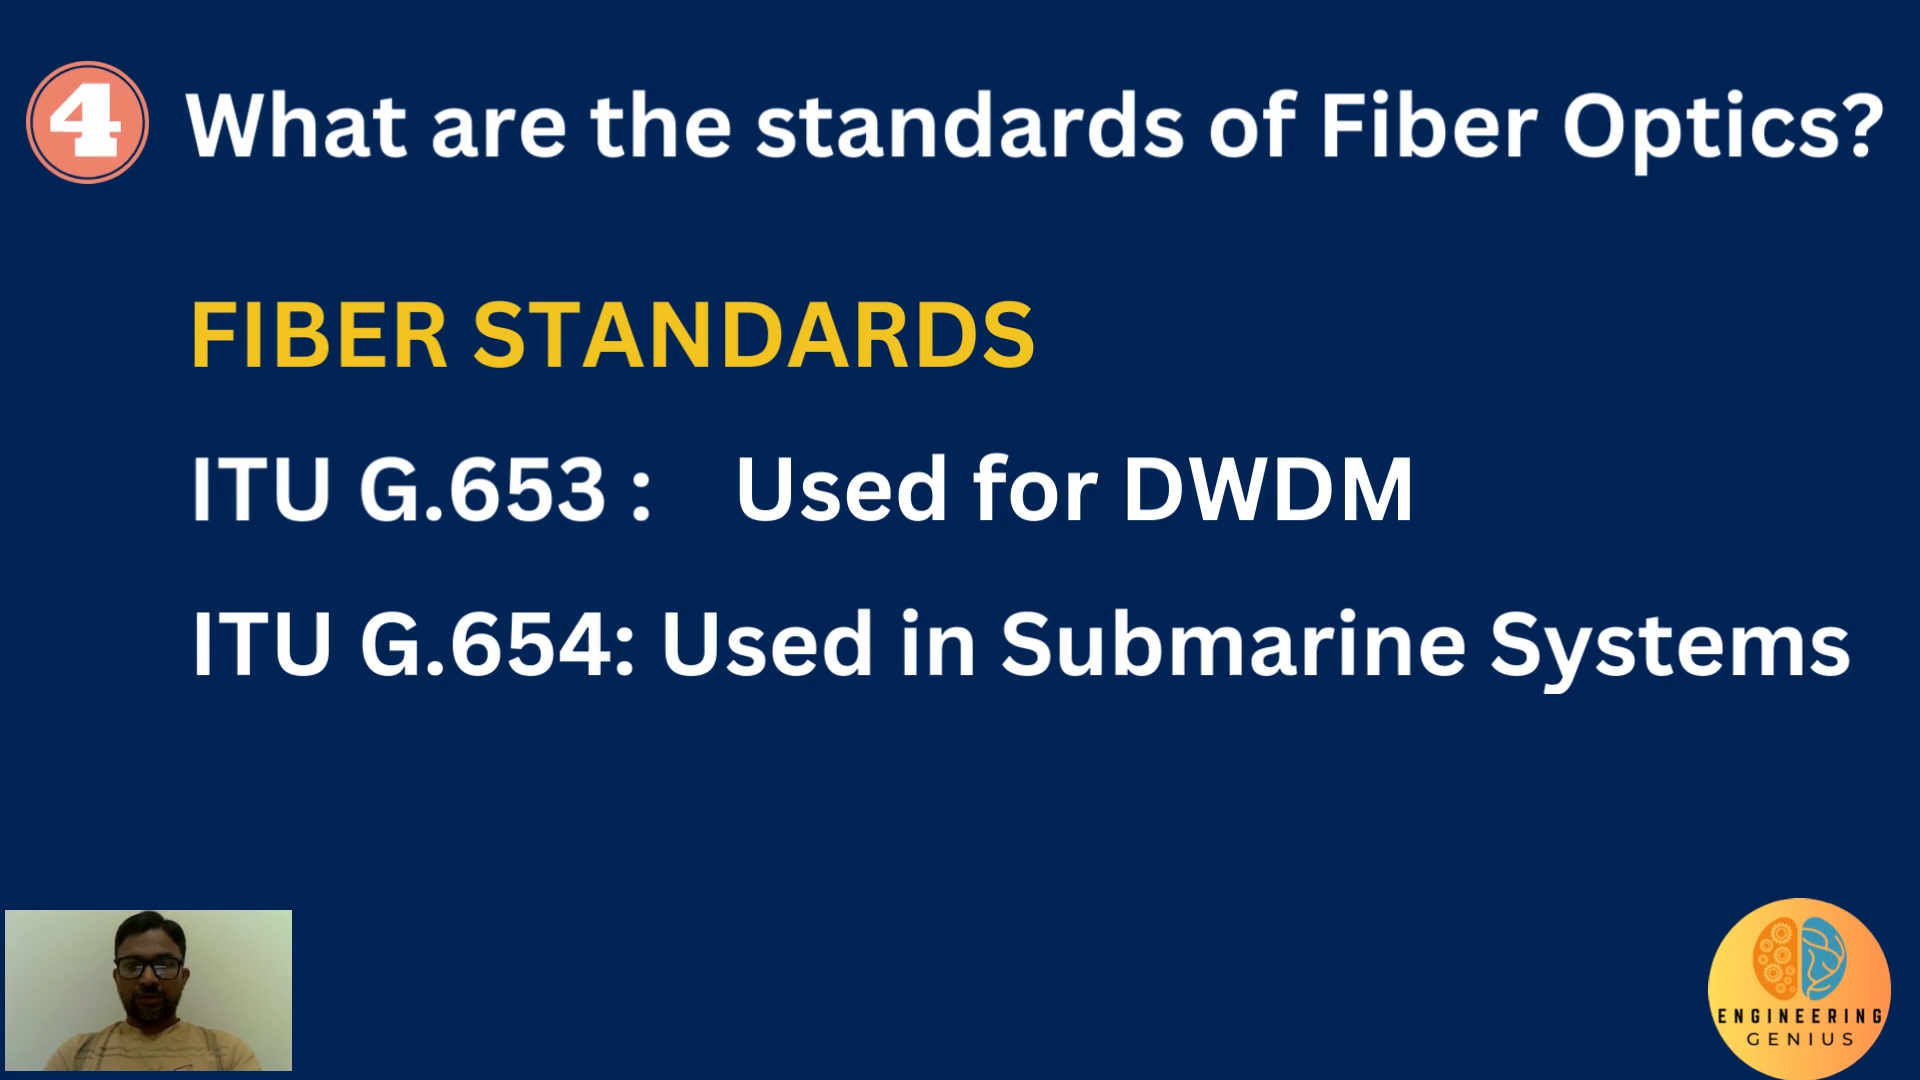 4 What are the standards of Fiber Optics?
FIBER STANDARDS
ITU G.653 : Used for DWDM
ITU G.654: Used in Submarine Systems
ENGINEERING
GENIUS